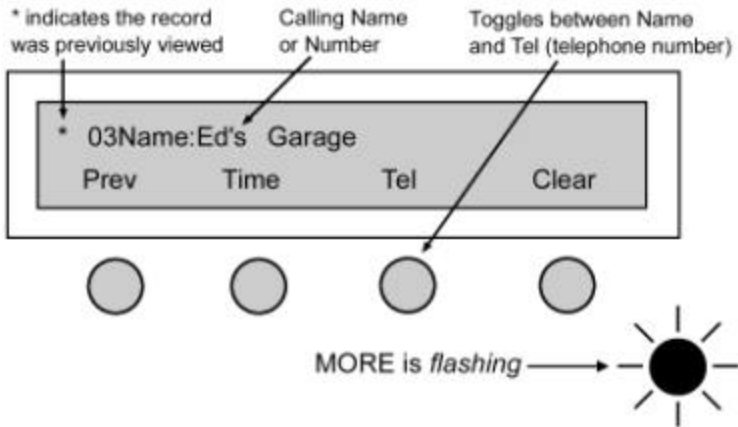 * indicates the record
was previously viewed
Calling Name
or Number
Toggles between Name
and Tel (telephone number)
* 03Name:Ed's Garage
Prev Time Tel Clear
MORE is flashing